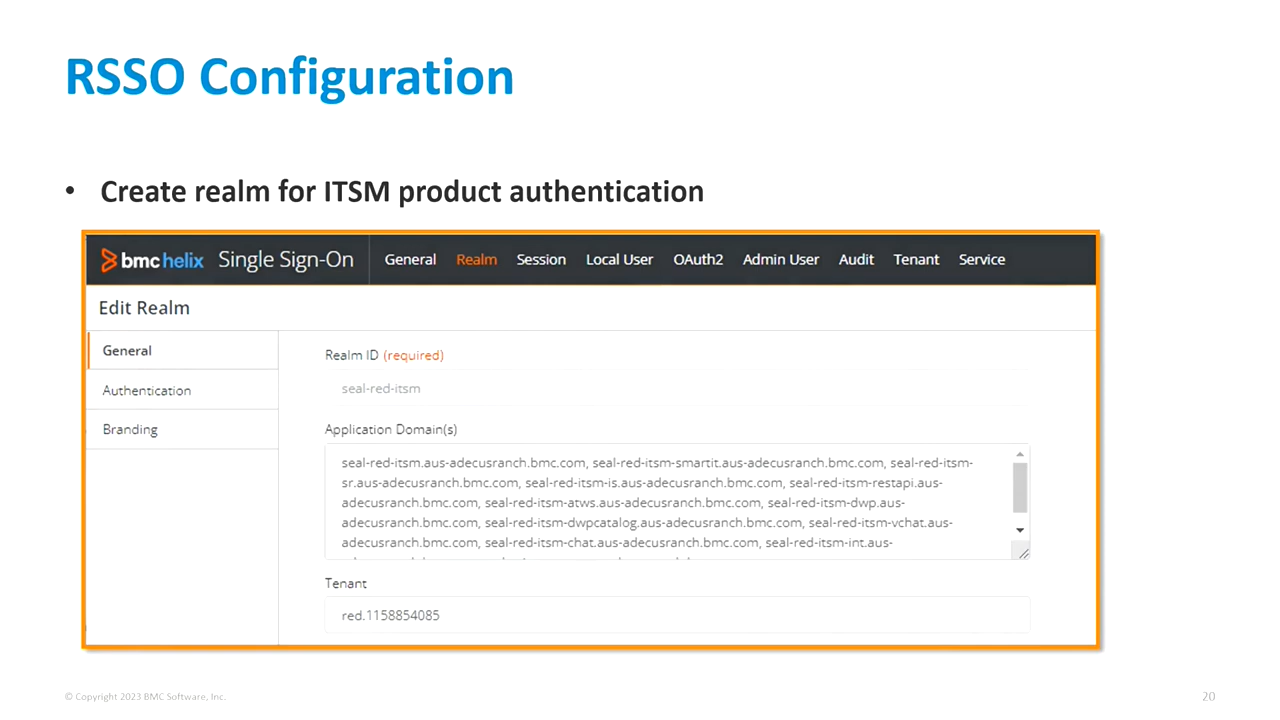 RSSO Configuration
• Create realm for ITSM product authentication
bmc helix Single Sign-On General Realm Session Local User OAuth2 Admin User Audit Tenant Service
Edit Realm
General
Authentication
Branding
Realm ID (required)
seal-red-itsm
Application Domain(s)
seal-red-itsm.aus-adecusranch.bmc.com, seal-red-itsm-smartit.aus-adecusranch.bmc.com, seal-red-itsm-
sr.aus-adecusranch.bmc.com, seal-red-itsm-is.aus-adecusranch.bmc.com, seal-red-itsm-restapi.aus-
adecusranch.bmc.com, seal-red-itsm-atws.aus-adecusranch.bmc.com, seal-red-itsm-dwp.aus-
adecusranch.bmc.com, seal-red-itsm-dwpcatalog.aus-adecusranch.bmc.com, seal-red-itsm-vchat.aus-
adecusranch.bmc.com, seal-red-itsm-chat.aus-adecusranch.bmc.com, seal-red-itsm-int.aus-
Tenant
red.1158854085
© Copyright 2023 BMC Software, Inc.
20